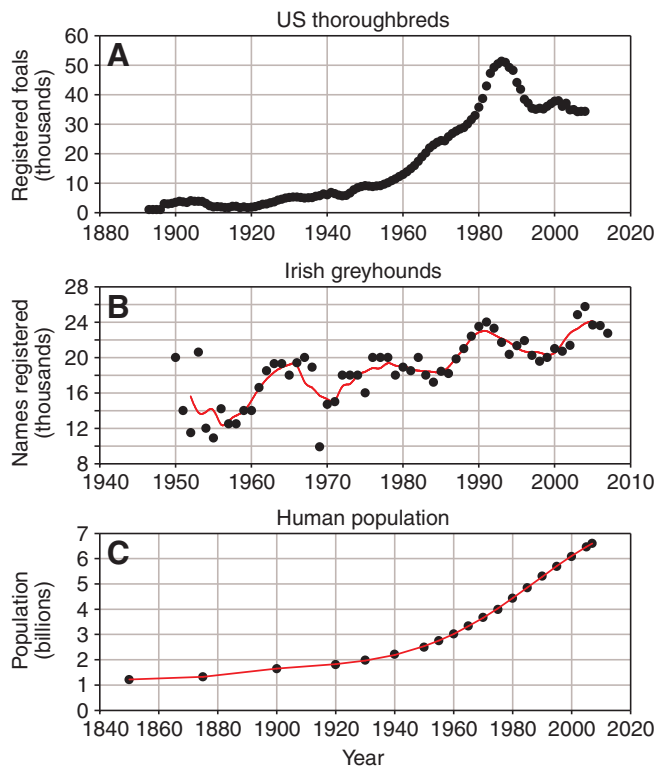 US thoroughbreds
A
Registered foals
(thousands)
60
50
40
30
20
10
0
1880 1900 1920 1940 1960 1980 2000 2020
Irish greyhounds
B
Names registered
(thousands)
28
24
20
16
12
8
1940 1950 1960 1970 1980 1990 2000 2010
Human population
C
Population
(billions)
7
6
5
4
3
2
1
0
1840 1860 1880 1900 1920 1940 1960 1980 2000 2020
Year